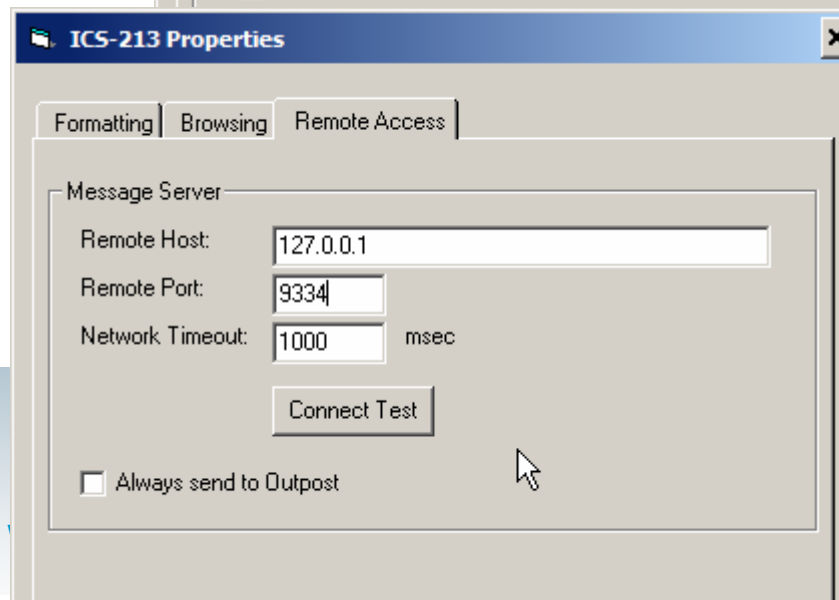 ICS-213 Properties
Formatting Browsing Remote Access
Message Server
Remote Host: 127.0.0.1
Remote Port: 9334
Network Timeout: 1000 msec
Connect Test
Always send to Outpost